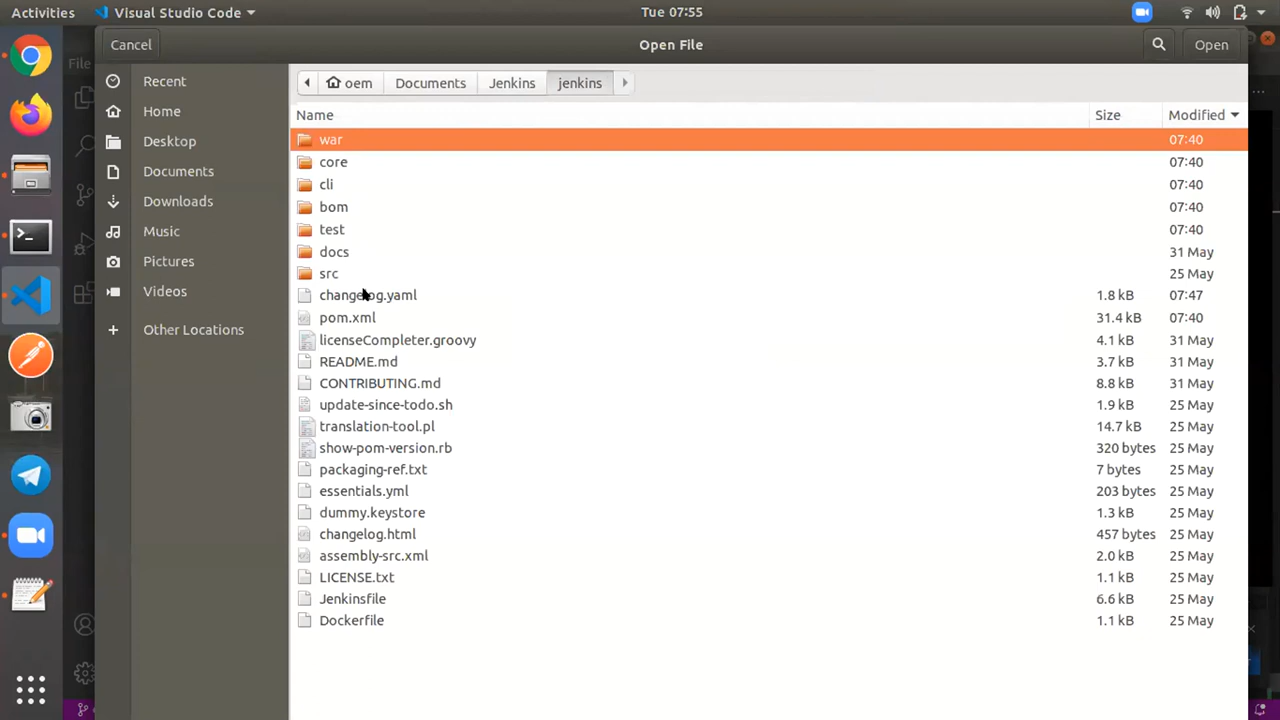 Activities
Visual Studio Code
Tue 07:55
Cancel
Open File
Open
File
Recent
Home
Desktop
Documents
Downloads
Music
Pictures
Videos
Other Locations
oem
Documents
Jenkins
jenkins
Name Size Modified
war 07:40
core 07:40
cli 07:40
bom 07:40
test 07:40
docs 31 May
src 25 May
changelog.yaml 1.8 kB 07:47
pom.xml 31.4 kB 07:40
licenseCompleter.groovy 4.1 kB 31 May
README.md 3.7 kB 31 May
CONTRIBUTING.md 8.8 kB 31 May
update-since-todo.sh 1.9 kB 25 May
translation-tool.pl 14.7 kB 25 May
show-pom-version.rb 320 bytes 25 May
packaging-ref.txt 7 bytes 25 May
essentials.yml 203 bytes 25 May
dummy.keystore 1.3 kB 25 May
changelog.html 457 bytes 25 May
assembly-src.xml 2.0 kB 25 May
LICENSE.txt 1.1 kB 25 May
Jenkinsfile 6.6 kB 25 May
Dockerfile 1.1 kB 25 May